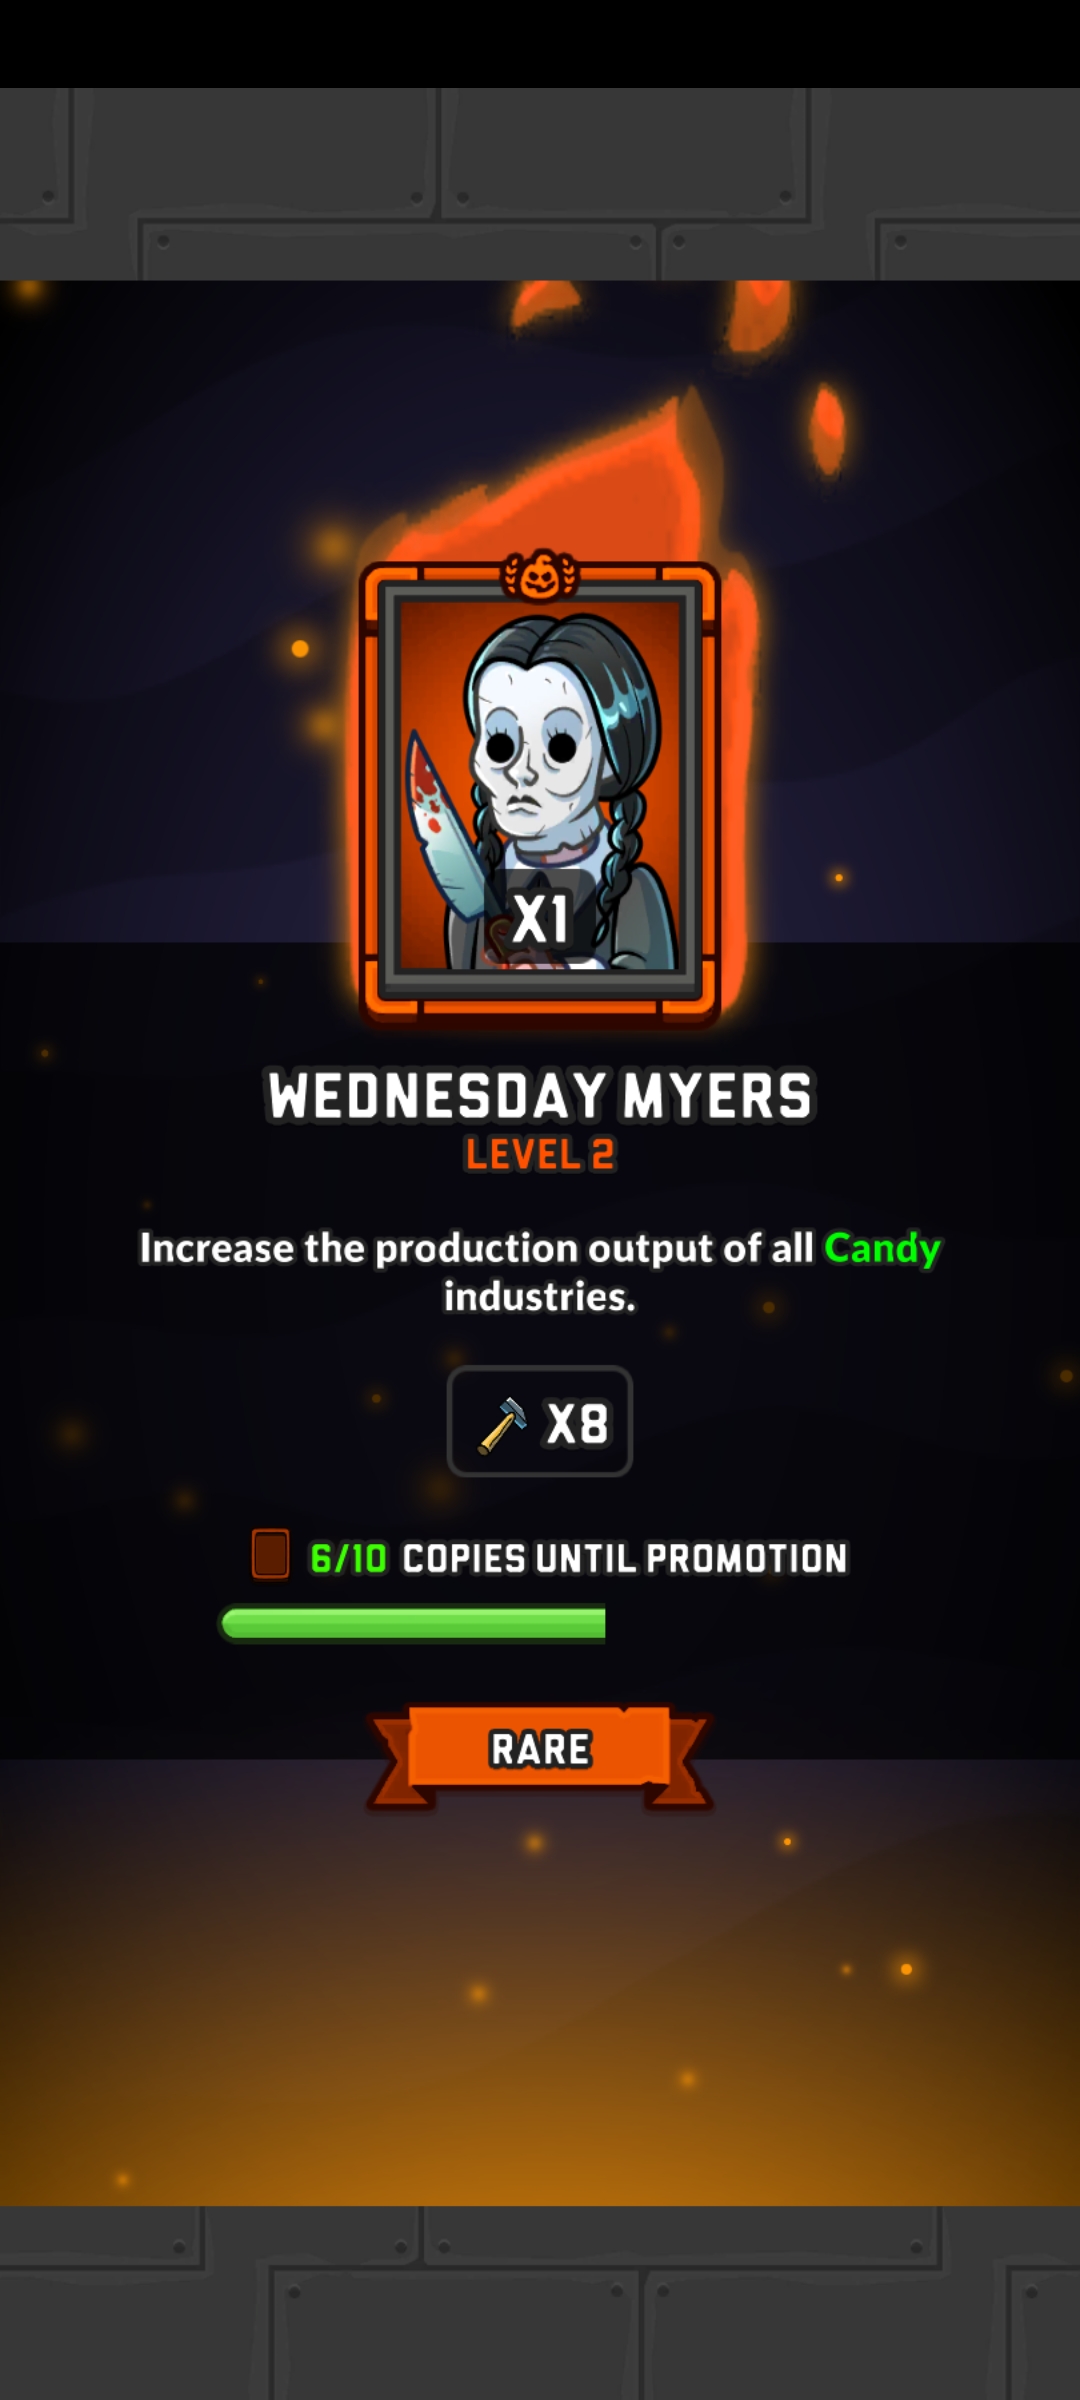 X1
WEDNESDAY MYERS
LEVEL 2
Increase the production output of all Candy
industries.
X8
6/10 COPIES UNTIL PROMOTION
RARE